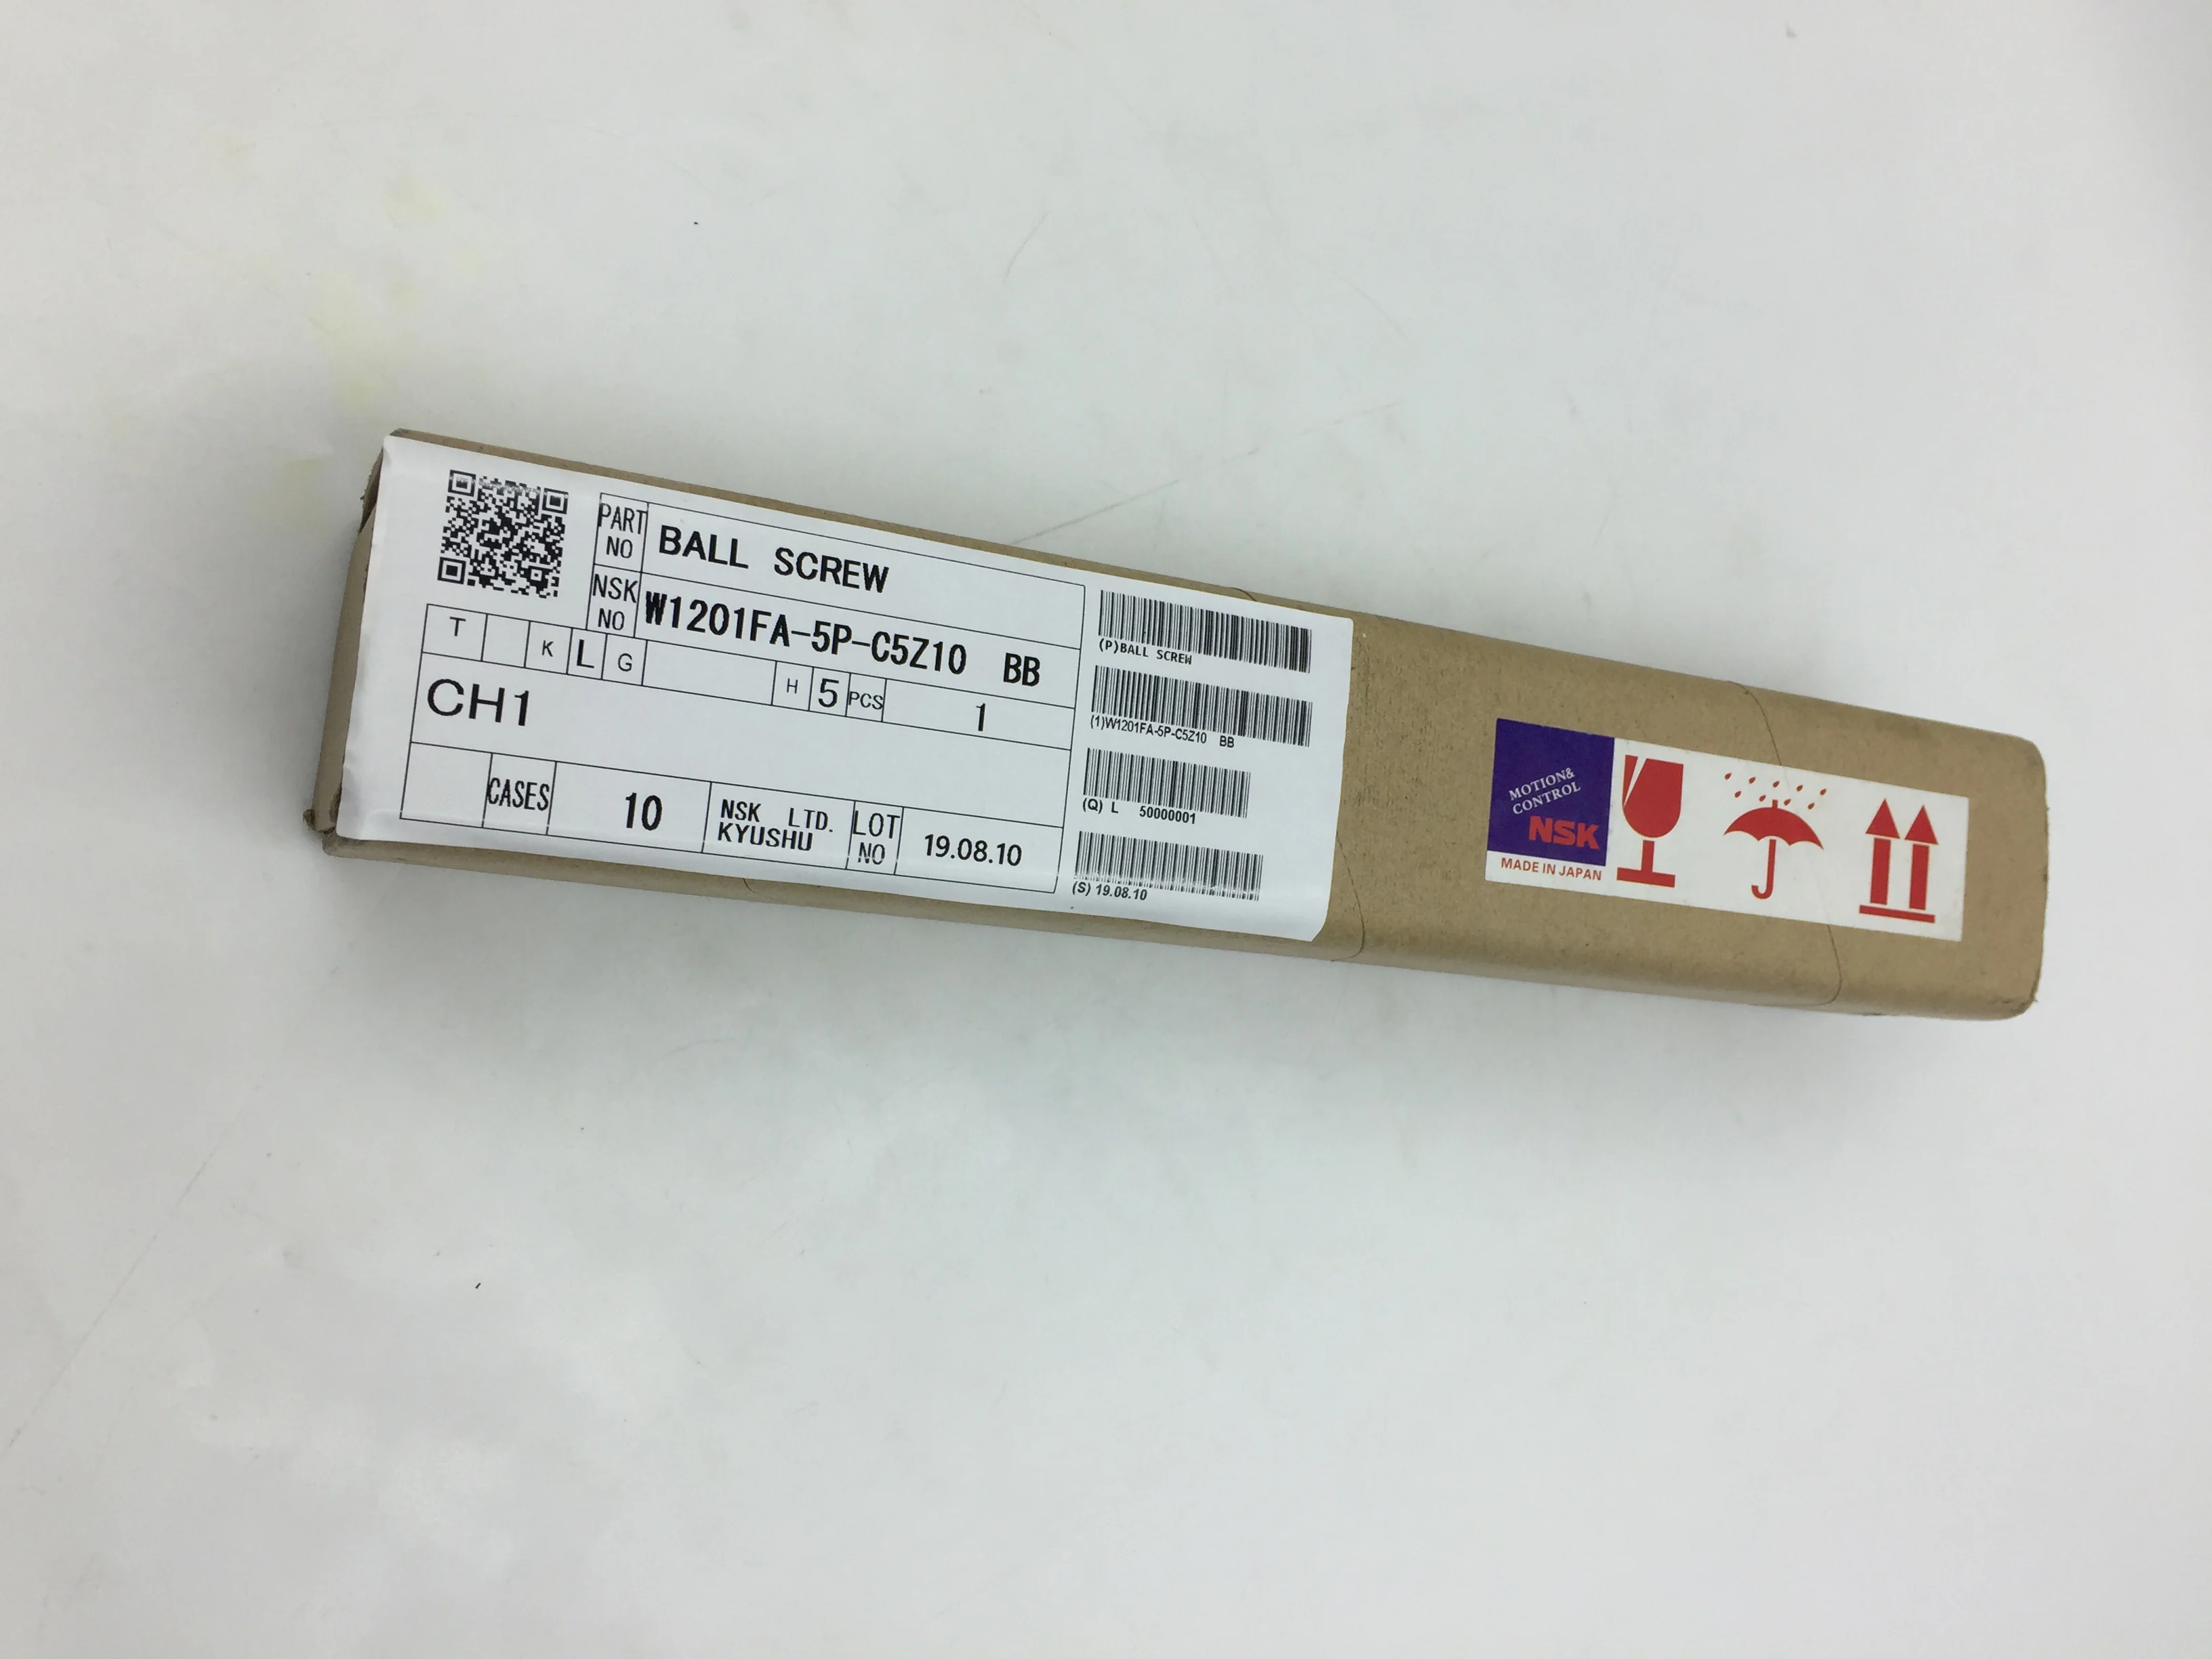 PART NO BALL SCREW
NSK NO W1201FA-5P-C5Z10 BB
T K L G H 5 PCS 1
CH1
CASES 10 NSK LTD. KYUSHU LOT NO 19.08.10
(P)BALL SCREW
(1)W1201FA-5P-C5Z10 BB
(Q) L 50000001
(S) 19.08.10
MOTION&
CONTROL
NSK
MADE IN JAPAN